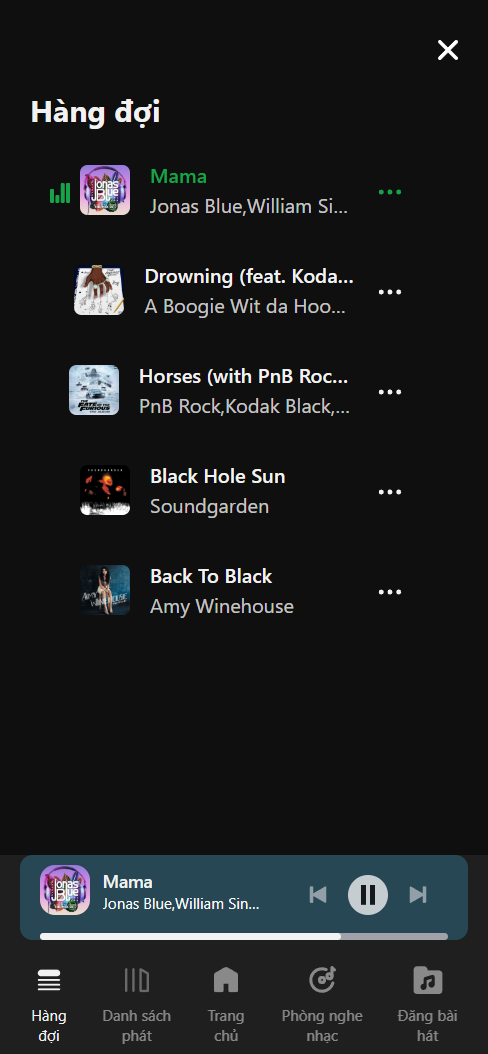 Hàng đợi
Mama
Jonas Blue,William Si...
Drowning (feat. Koda...
A Boogie Wit da Hoo...
Horses (with PnB Roc...
PnB Rock,Kodak Black,...
Black Hole Sun
Soundgarden
Back To Black
Amy Winehouse
Mama
Jonas Blue,William Sin...
Hàng
đợi
Danh sách
phát
Trang
chủ
Phòng nghe
nhạc
Đăng bài
hát